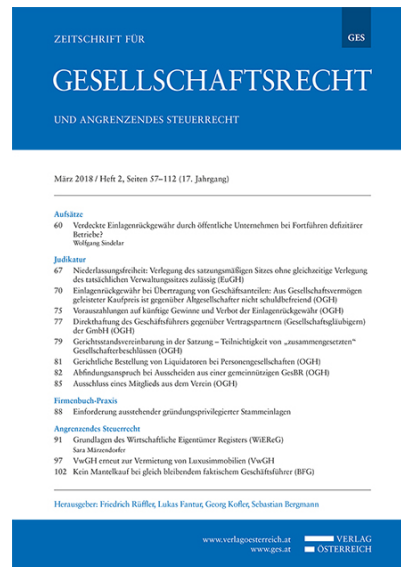 ZEITSCHRIFT FÜR
GES
GESELLSCHAFTSRECHT
UND ANGRENZENDES STEUERRECHT
März 2018 / Heft 2, Seiten 57–112 (17. Jahrgang)
Aufsätze
60 Verdeckte Einlagenrückgewähr durch öffentliche Unternehmen bei Fortführen defizitärer
Betriebe?
Wolfgang Sindelar
Judikatur
67 Niederlassungsfreiheit: Verlegung des satzungsmäßigen Sitzes ohne gleichzeitige Verlegung
des tatsächlichen Verwaltungssitzes zulässig (EuGH)
70 Einlagenrückgewähr bei Übertragung von Geschäftsanteilen: Aus Gesellschaftsvermögen
geleisteter Kaufpreis ist gegenüber Altgesellschafter nicht schuldbefreiend (OGH)
75 Vorauszahlungen auf künftige Gewinne und Verbot der Einlagenrückgewähr (OGH)
77 Direkthaftung des Geschäftsführers gegenüber Vertragspartnern (Gesellschaftsgläubigern)
der GmbH (OGH)
79 Gerichtsstandsvereinbarung in der Satzung – Teilnichtigkeit von „zusammengesetzten“
Gesellschafterbeschlüssen (OGH)
81 Gerichtliche Bestellung von Liquidatoren bei Personengesellschaften (OGH)
82 Abfindungsanspruch bei Ausscheiden aus einer gemeinnützigen GesBR (OGH)
85 Ausschluss eines Mitglieds aus dem Verein (OGH)
Firmenbuch-Praxis
88 Einforderung ausstehender gründungsprivilegierter Stammeinlagen
Angrenzendes Steuerrecht
91 Grundlagen des Wirtschaftliche Eigentümer Registers (WiEReG)
Sara Märzendorfer
97 VwGH erneut zur Vermietung von Luxusimmobilien (VwGH
102 Kein Mantelkauf bei gleich bleibendem faktischem Geschäftsführer (BFG)
Herausgeber: Friedrich Rüffler, Lukas Fantur, Georg Kofler, Sebastian Bergmann
www.verlagoesterreich.at
www.ges.at
VERLAG
ÖSTERREICH